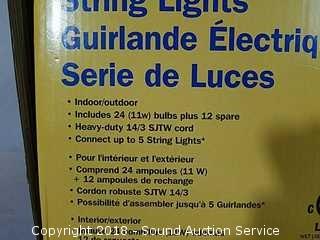 String Lights
Guirlande Électriq
Serie de Luces
• Indoor/outdoor
• Includes 24 (11w) bulbs plus 12 spare
• Heavy-duty 14/3 SJTW cord
• Connect up to 5 String Lights*
• Pour l'intérieur et l'extérieur
• Comprend 24 ampoules (11 W)
+ 12 ampoules de rechange
• Cordon robuste SJTW 14/3
• Possibilité d'assembler jusqu'à 5 Guirlandes*
• Interior/exterior
Copyright 2018 - Sound Auction Service